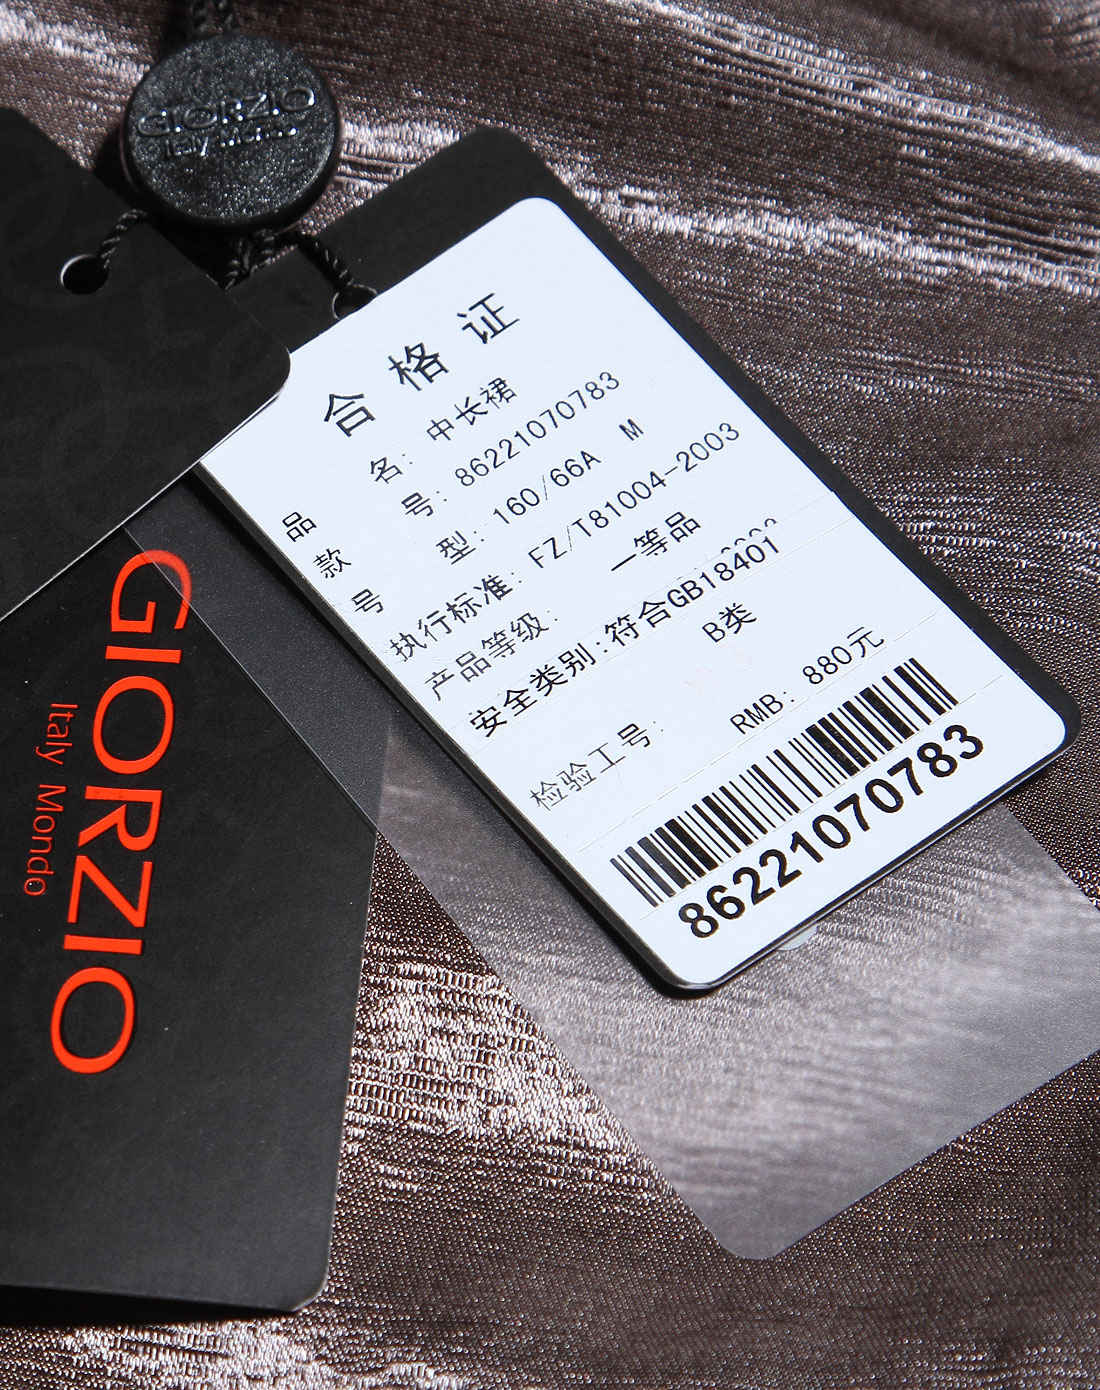 GIORZIO
Italy Mondo
合格证
品 名: 中长裙
款 号: 86221070783
号 型: 160/66A M
执行标准: FZ/T81004-2003
产品等级: 一等品
安全类别:符合GB18401
B类
检验工号:
RMB: 880元
86221070783
GIORZIO
Italy Mondo